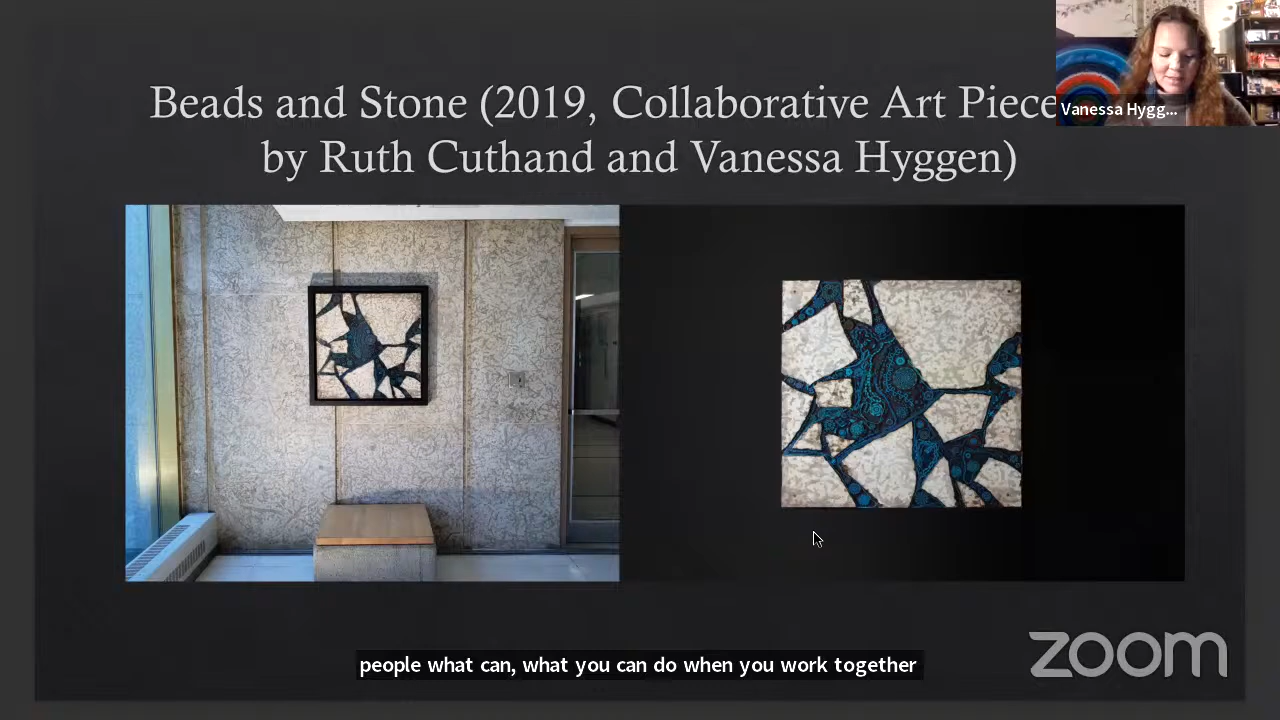 Beads and Stone (2019, Collaborative Art Piece
by Ruth Cuthand and Vanessa Hyggen)
Vanessa Hygg...
people what can, what you can do when you work together
zoom